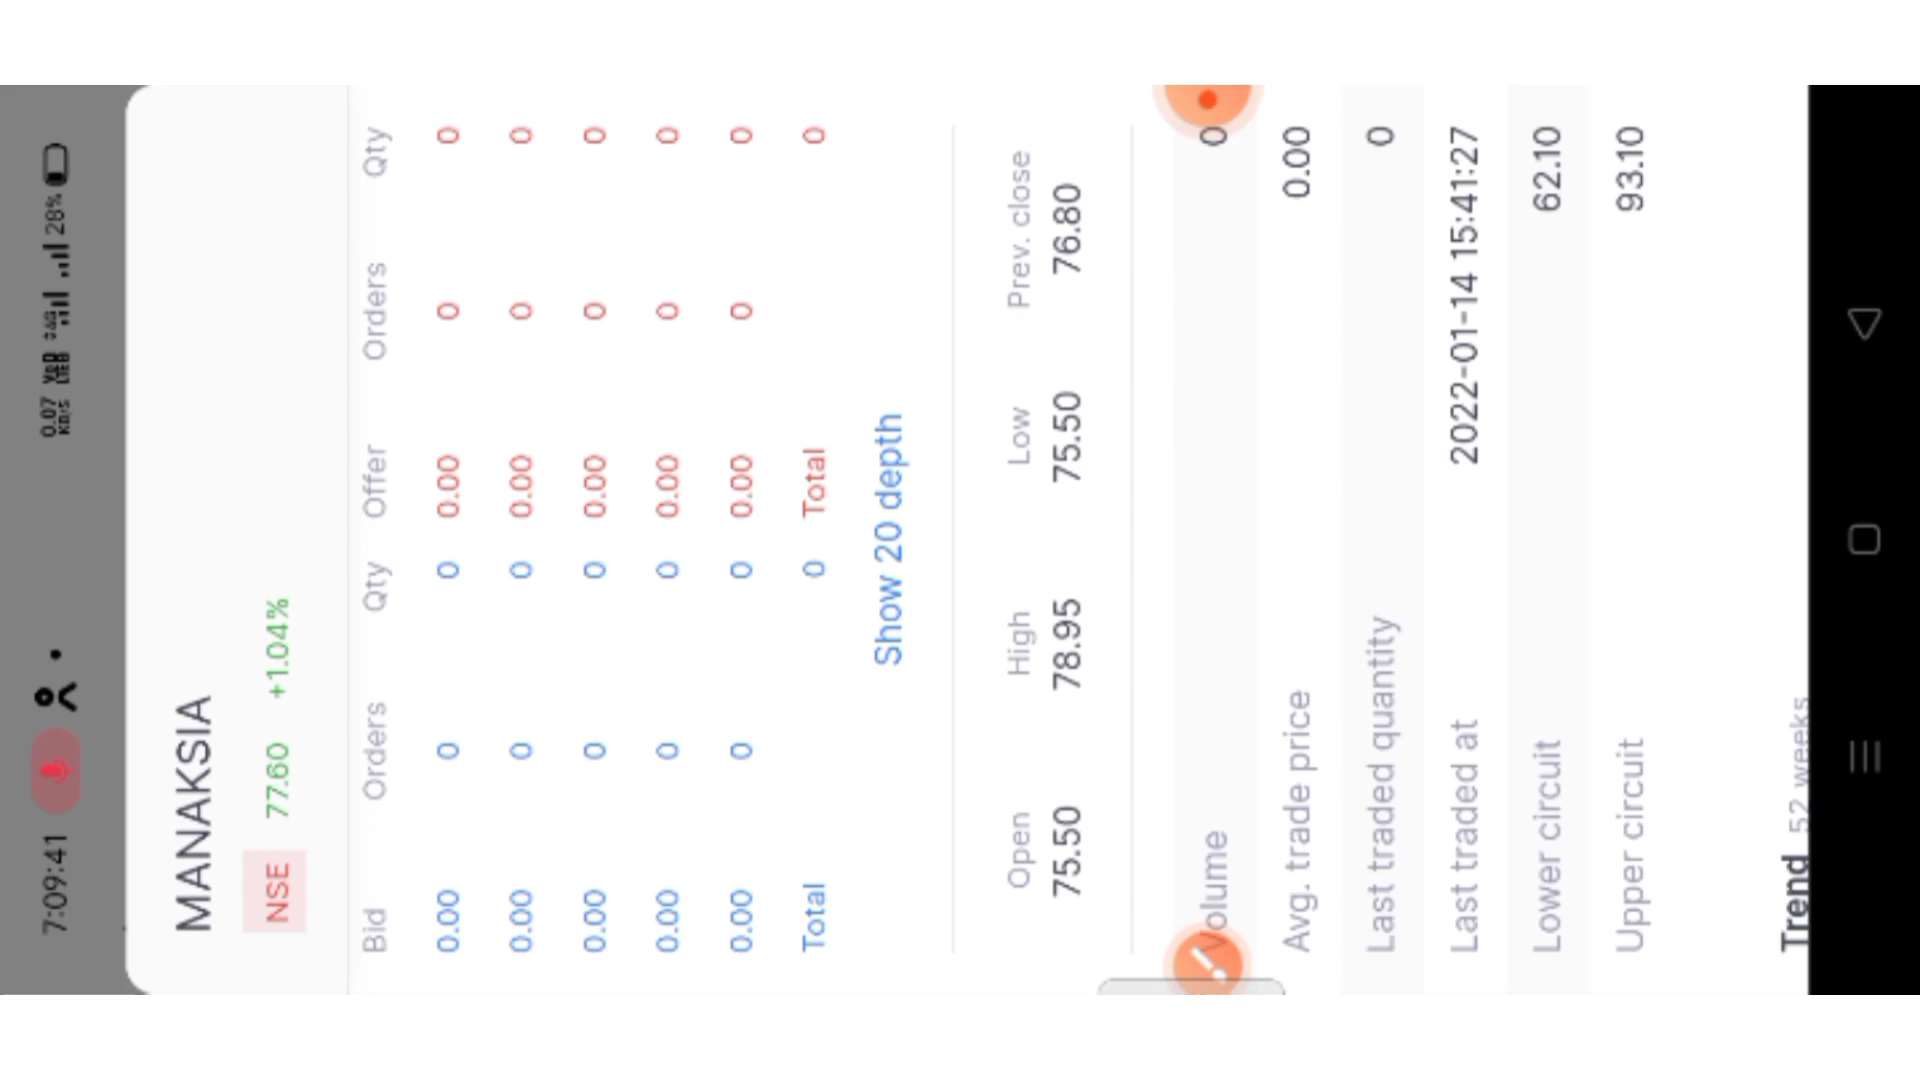 7:09:41
0.07 KB/S 28%
MANAKSIA
NSE 77.60 +1.04%
Bid Orders Qty Offer Orders Qty
0.00 0 0 0.00 0 0
0.00 0 0 0.00 0 0
0.00 0 0 0.00 0 0
0.00 0 0 0.00 0 0
0.00 0 0 0.00 0 0
Total 0 Total 0
Show 20 depth
Open High Low Prev. close
75.50 78.95 75.50 76.80
Volume 0
Avg. trade price 0.00
Last traded quantity 0
Last traded at 2022-01-14 15:41:27
Lower circuit 62.10
Upper circuit 93.10
Trend 52 weeks